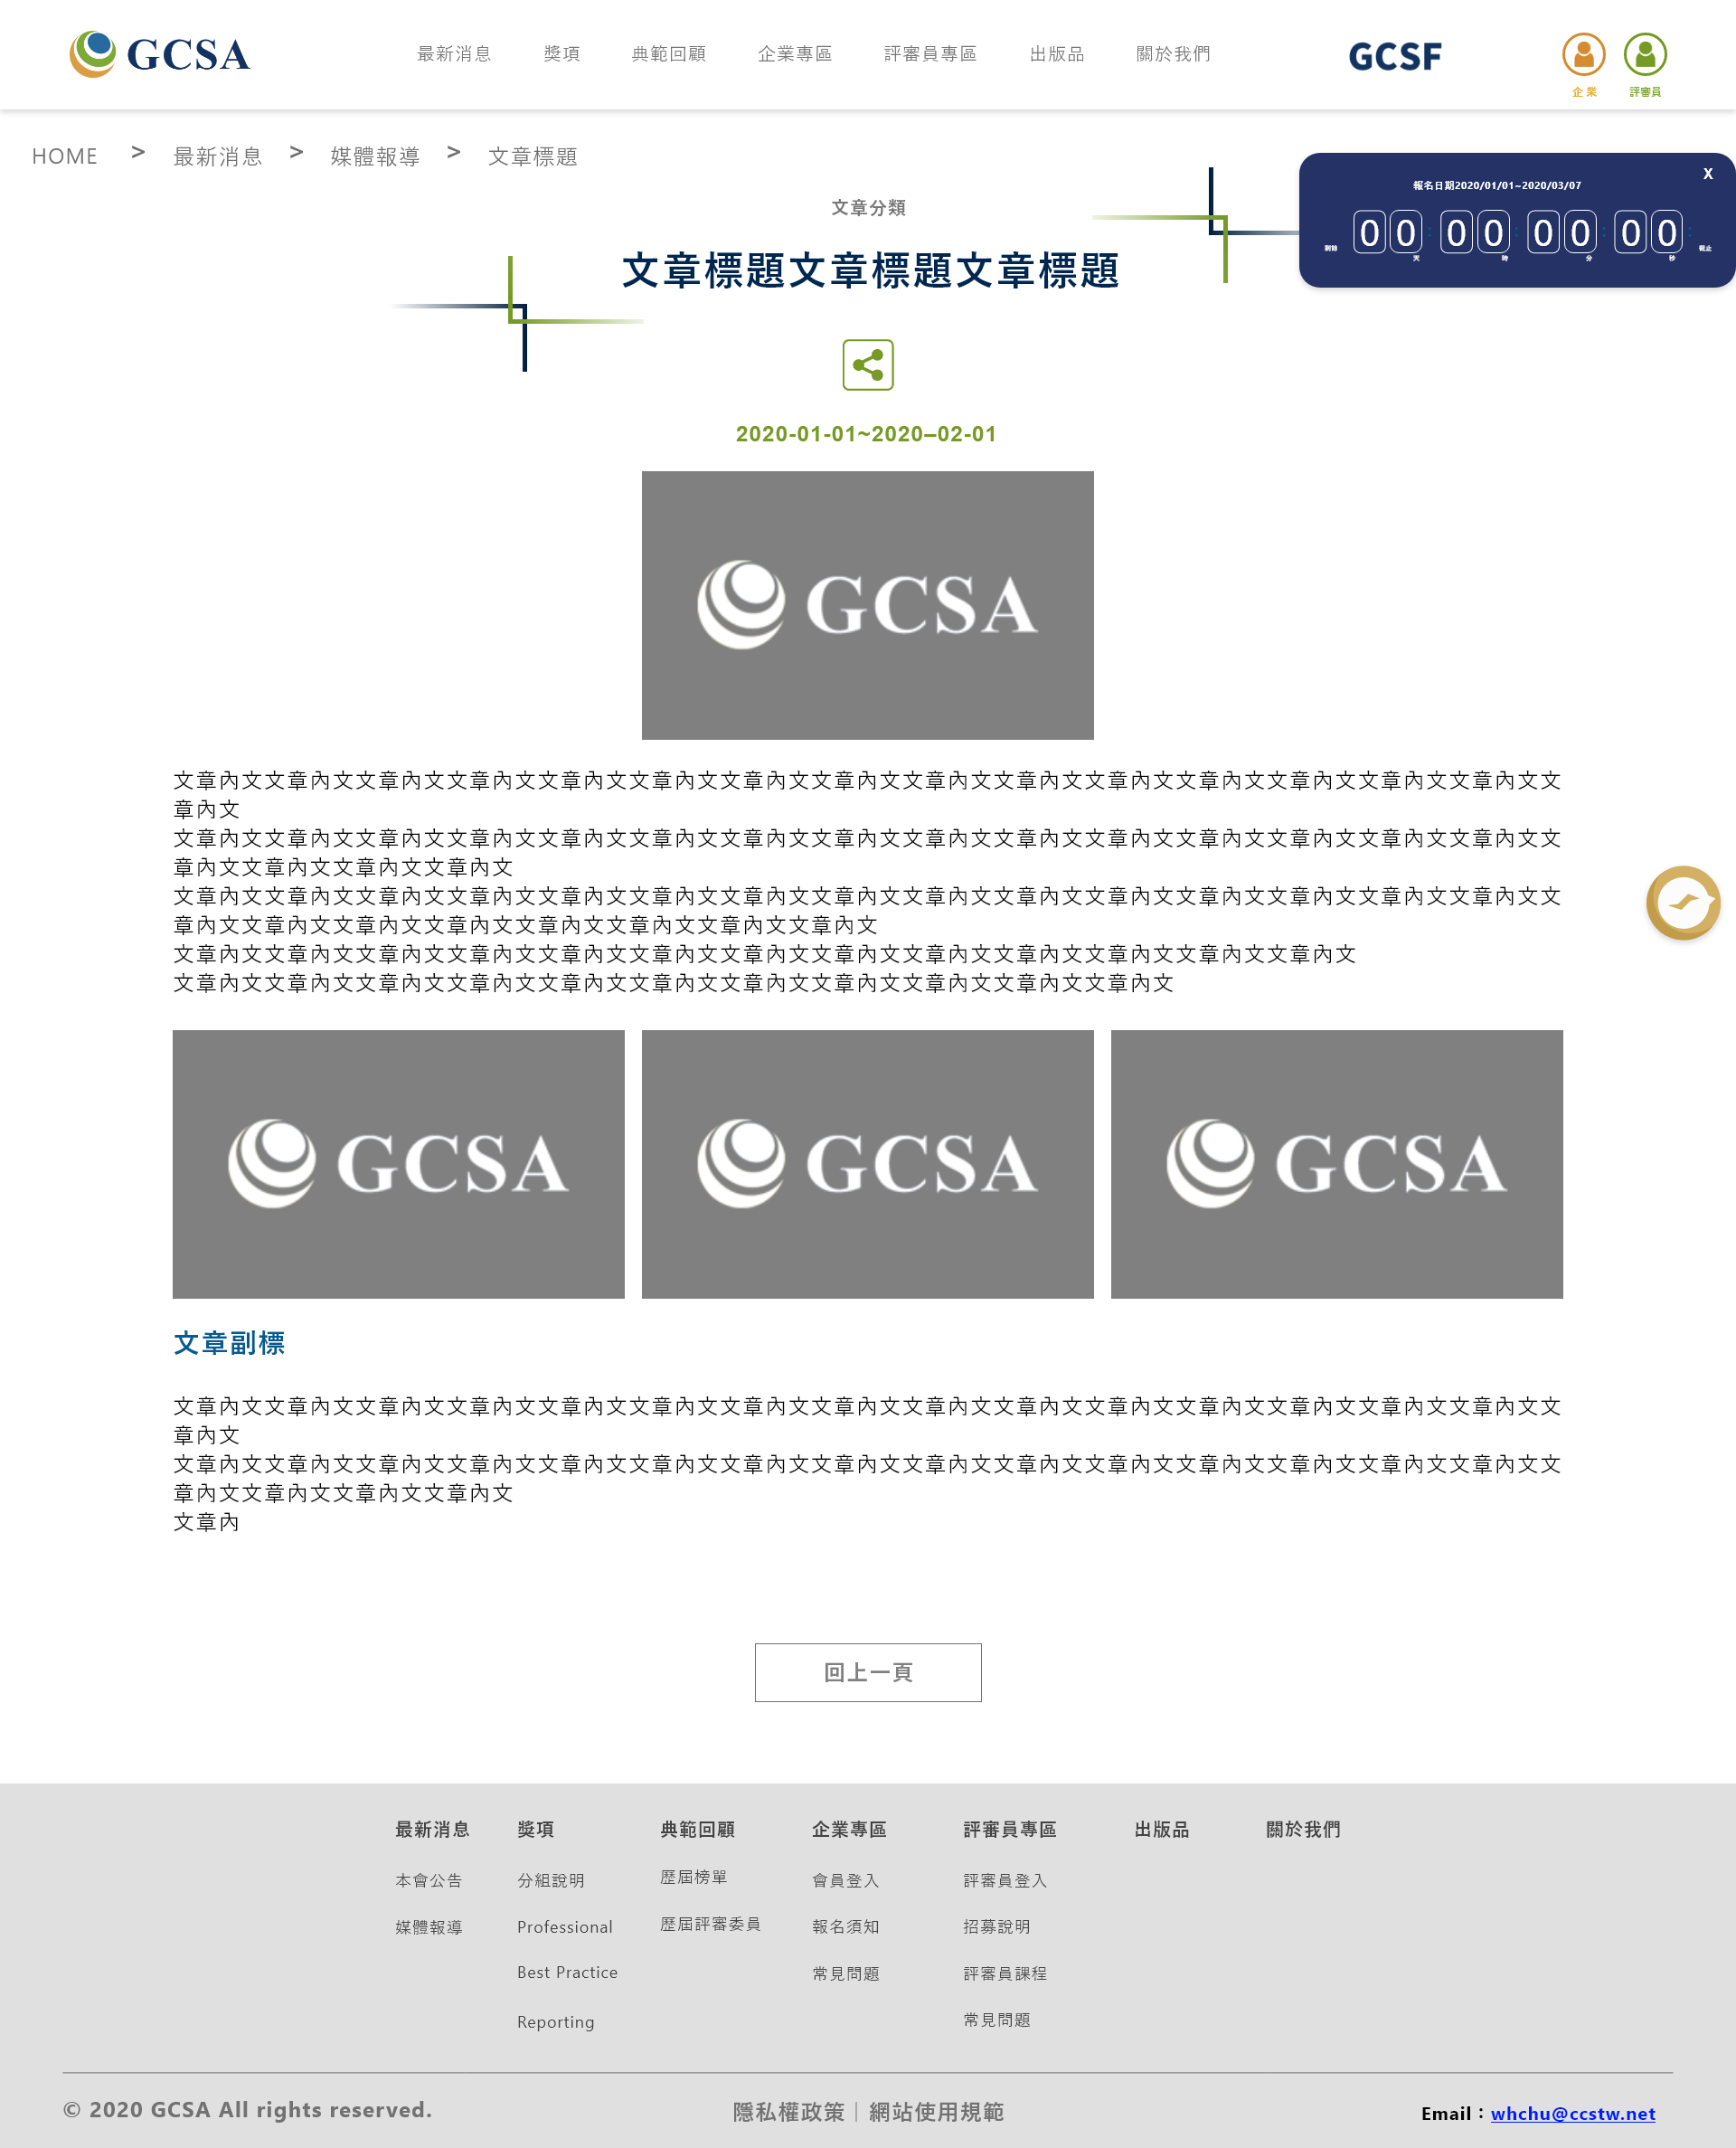 GCSA
最新消息 獎項 典範回顧 企業專區 評審員專區 出版品 關於我們
GCSF
企業 評審員
HOME > 最新消息 > 媒體報導 > 文章標題
X
報名日期2020/01/01~2020/03/07
剩餘 00 : 00 : 00 : 00 : 截止
天 時 分 秒
文章分類
文章標題文章標題文章標題
2020-01-01~2020–02-01
GCSA
文章內文文章內文文章內文文章內文文章內文文章內文文章內文文章內文文章內文文章內文文章內文文章內文文章內文文章內文文章內文文
章內文
文章內文文章內文文章內文文章內文文章內文文章內文文章內文文章內文文章內文文章內文文章內文文章內文文章內文文章內文文章內文文
章內文文章內文文章內文文章內文
文章內文文章內文文章內文文章內文文章內文文章內文文章內文文章內文文章內文文章內文文章內文文章內文文章內文文章內文文章內文文
章內文文章內文文章內文文章內文文章內文文章內文文章內文文章內文
文章內文文章內文文章內文文章內文文章內文文章內文文章內文文章內文文章內文文章內文文章內文文章內文文章內文
文章內文文章內文文章內文文章內文文章內文文章內文文章內文文章內文文章內文文章內文文章內文
GCSA GCSA GCSA
文章副標
文章內文文章內文文章內文文章內文文章內文文章內文文章內文文章內文文章內文文章內文文章內文文章內文文章內文文章內文文章內文文
章內文
文章內文文章內文文章內文文章內文文章內文文章內文文章內文文章內文文章內文文章內文文章內文文章內文文章內文文章內文文章內文文
章內文文章內文文章內文文章內文
文章內
回上一頁
最新消息 獎項 典範回顧 企業專區 評審員專區 出版品 關於我們
本會公告 分組說明 歷屆榜單 會員登入 評審員登入
媒體報導 Professional 歷屆評審委員 報名須知 招募說明
Best Practice 常見問題 評審員課程
Reporting 常見問題
© 2020 GCSA All rights reserved. 隱私權政策｜網站使用規範 Email：whchu@ccstw.net